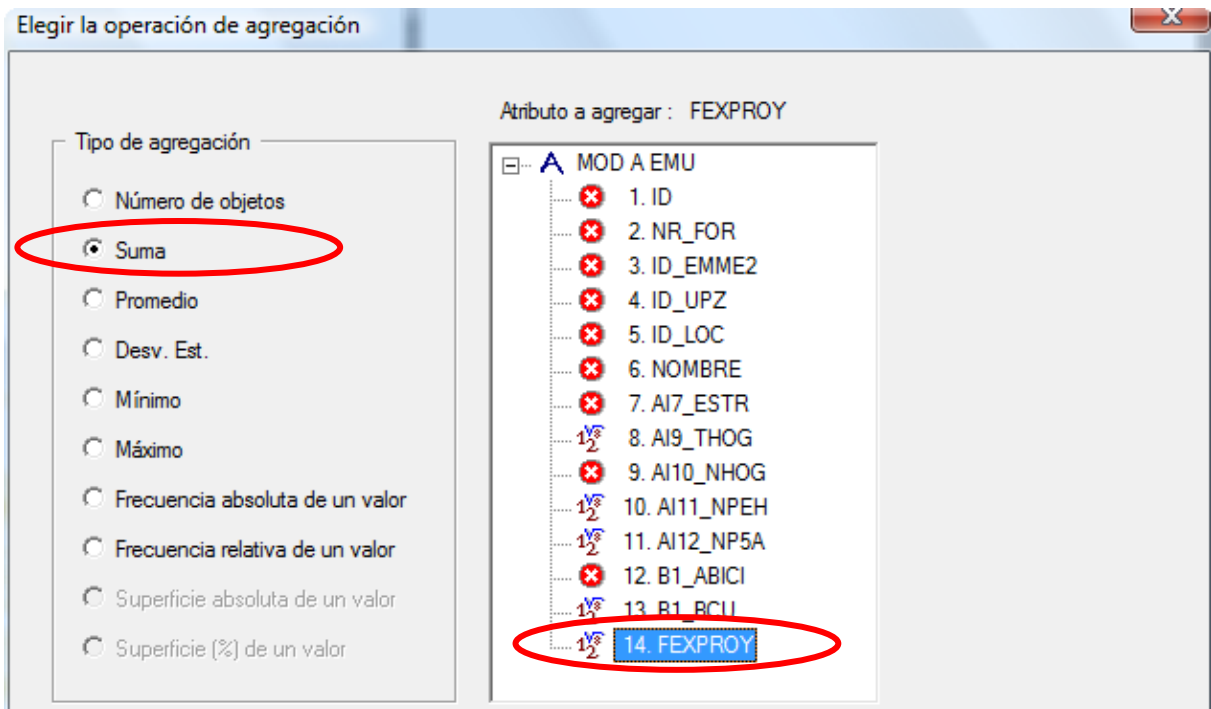 Elegir la operación de agregación
Atributo a agregar : FEXPROY
Tipo de agregación
Número de objetos
Suma
Promedio
Desv. Est.
Mínimo
Máximo
Frecuencia absoluta de un valor
Frecuencia relativa de un valor
Superficie absoluta de un valor
Superficie (%) de un valor
MOD A EMU
1. ID
2. NR_FOR
3. ID_EMME2
4. ID_UPZ
5. ID_LOC
6. NOMBRE
7. AI7_ESTR
8. AI9_THOG
9. AI10_NHOG
10. AI11_NPEH
11. AI12_NP5A
12. B1_ABICI
13. B1_BCU
14. FEXPROY